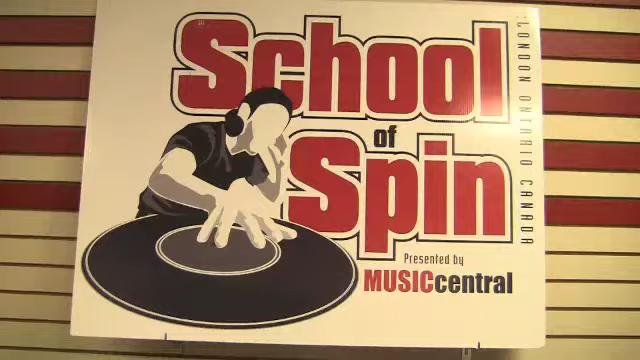 School
of
Spin
Presented by
MUSICcentral
LONDON ONTARIO CANADA